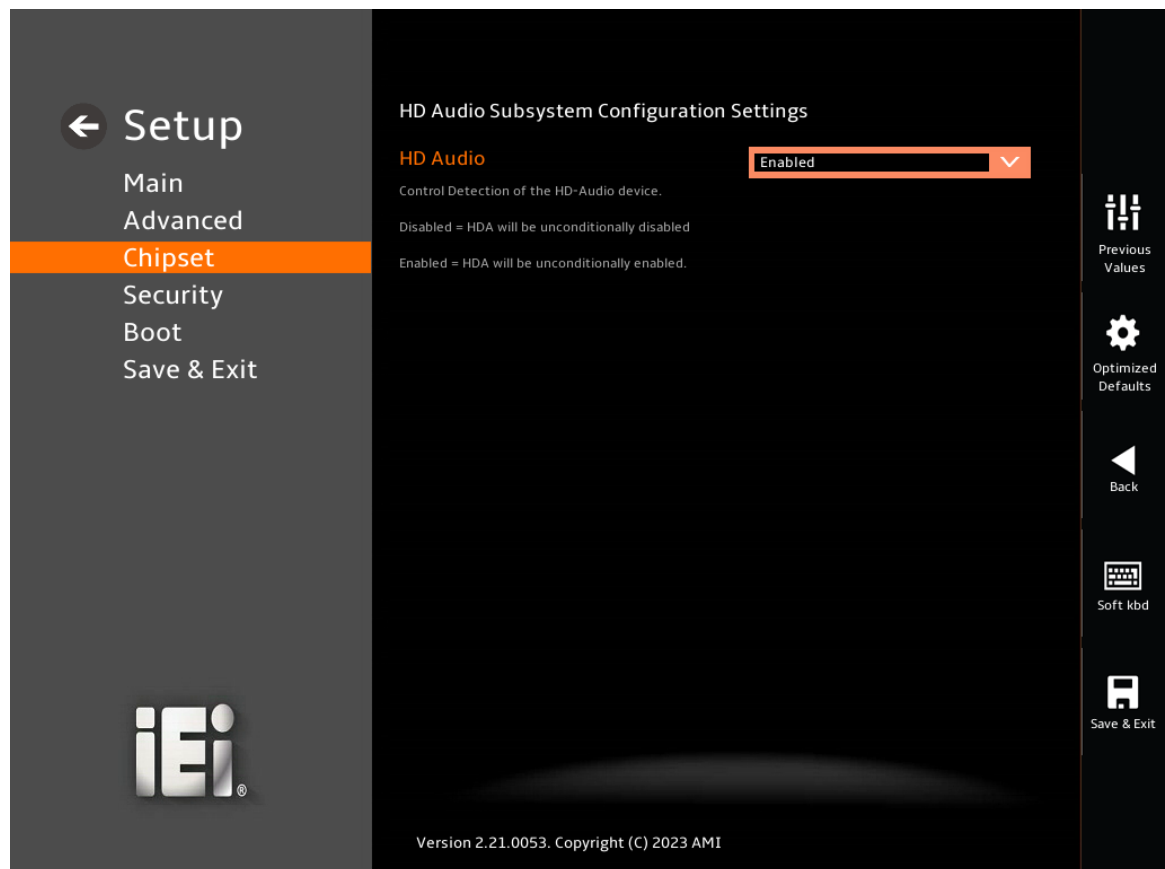 Setup
Main
Advanced
Chipset
Security
Boot
Save & Exit
iEi®
HD Audio Subsystem Configuration Settings
HD Audio
Enabled
Control Detection of the HD-Audio device.
Disabled = HDA will be unconditionally disabled
Enabled = HDA will be unconditionally enabled.
Version 2.21.0053. Copyright (C) 2023 AMI
Previous
Values
Optimized
Defaults
Back
Soft kbd
Save & Exit